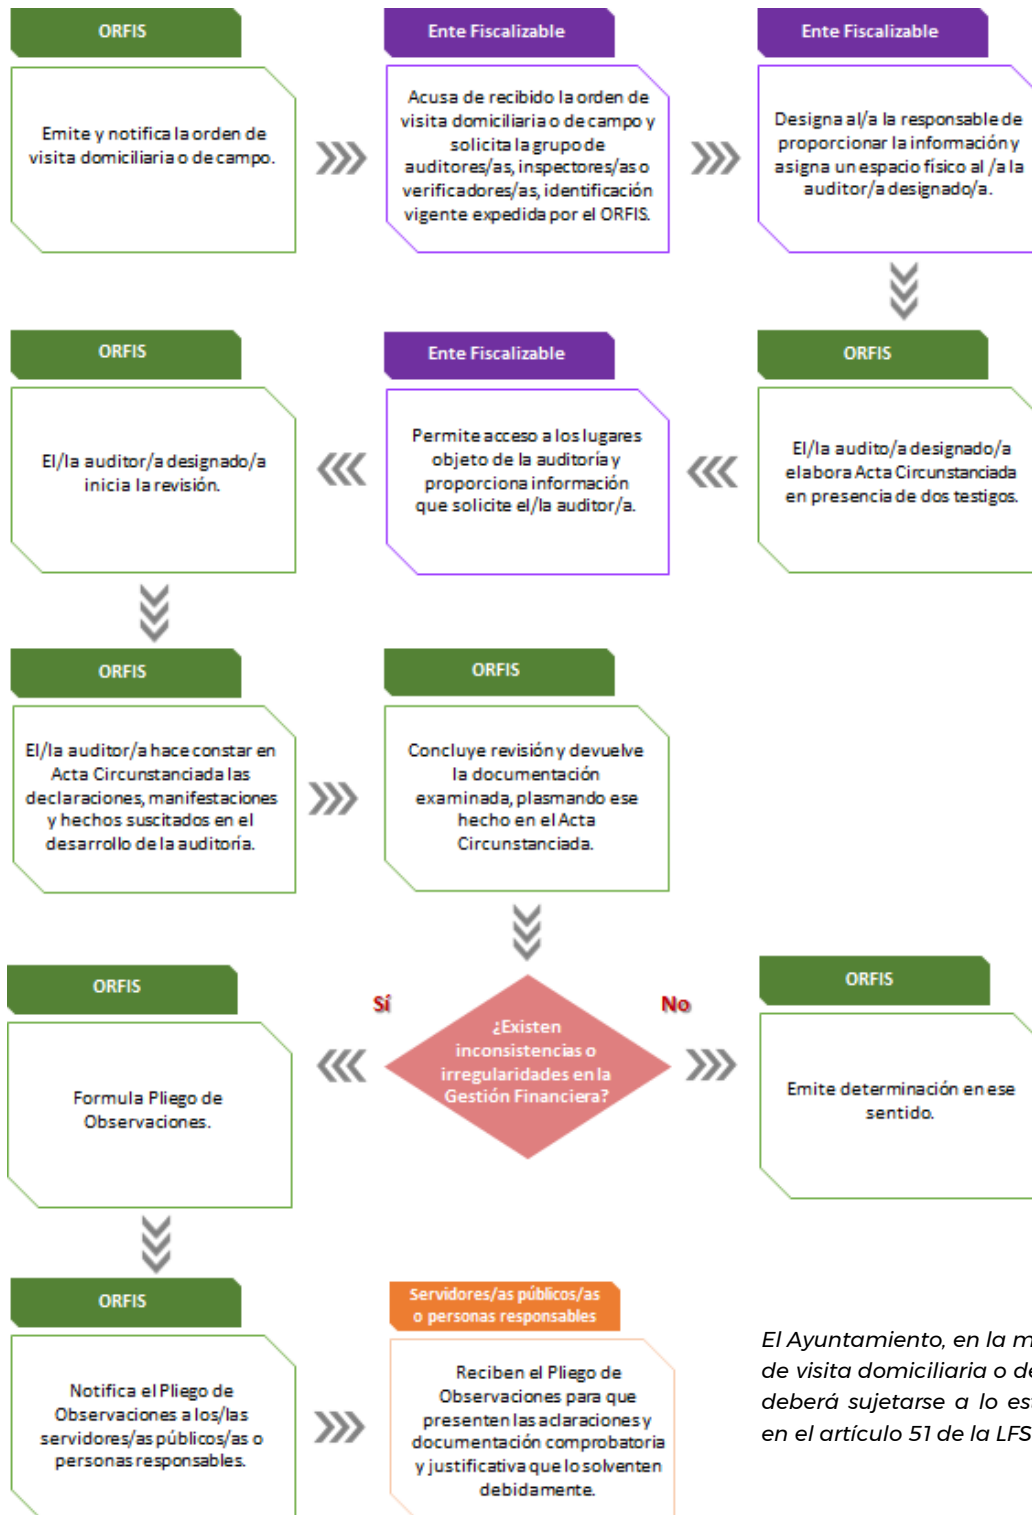 ORFIS
Emite y notifica la orden de
visita domiciliaria o de campo.
Ente Fiscalizable
Acusa de recibido la orden de
visita domiciliaria o de campo y
solicita la grupo de
auditores/as, inspectores/as o
verificadores/as, identificación
vigente expedida por el ORFIS.
Ente Fiscalizable
Designa al/a la responsable de
proporcionar la información y
asigna un espacio físico al /a la
auditor/a designado/a.
ORFIS
El/la audito/a designado/a
elabora Acta Circunstanciada
en presencia de dos testigos.
Ente Fiscalizable
Permite acceso a los lugares
objeto de la auditoría y
proporciona información
que solicite el/la auditor/a.
ORFIS
El/la auditor/a designado/a
inicia la revisión.
ORFIS
El/la auditor/a hace constar en
Acta Circunstanciada las
declaraciones, manifestaciones
y hechos suscitados en el
desarrollo de la auditoría.
ORFIS
Concluye revisión y devuelve
la documentación
examinada, plasmando ese
hecho en el Acta
Circunstanciada.
¿Existen
inconsistencias o
irregularidades en la
Gestión Financiera?
Sí
No
ORFIS
Formula Pliego de
Observaciones.
ORFIS
Emite determinación en ese
sentido.
ORFIS
Notifica el Pliego de
Observaciones a los/las
servidores/as públicos/as o
personas responsables.
Servidores/as públicos/as
o personas responsables
Reciben el Pliego de
Observaciones para que
presenten las aclaraciones y
documentación comprobatoria
y justificativa que lo solventen
debidamente.
El Ayuntamiento, en la
de visita domiciliaria o
deberá sujetarse a lo
en el artículo 51 de la